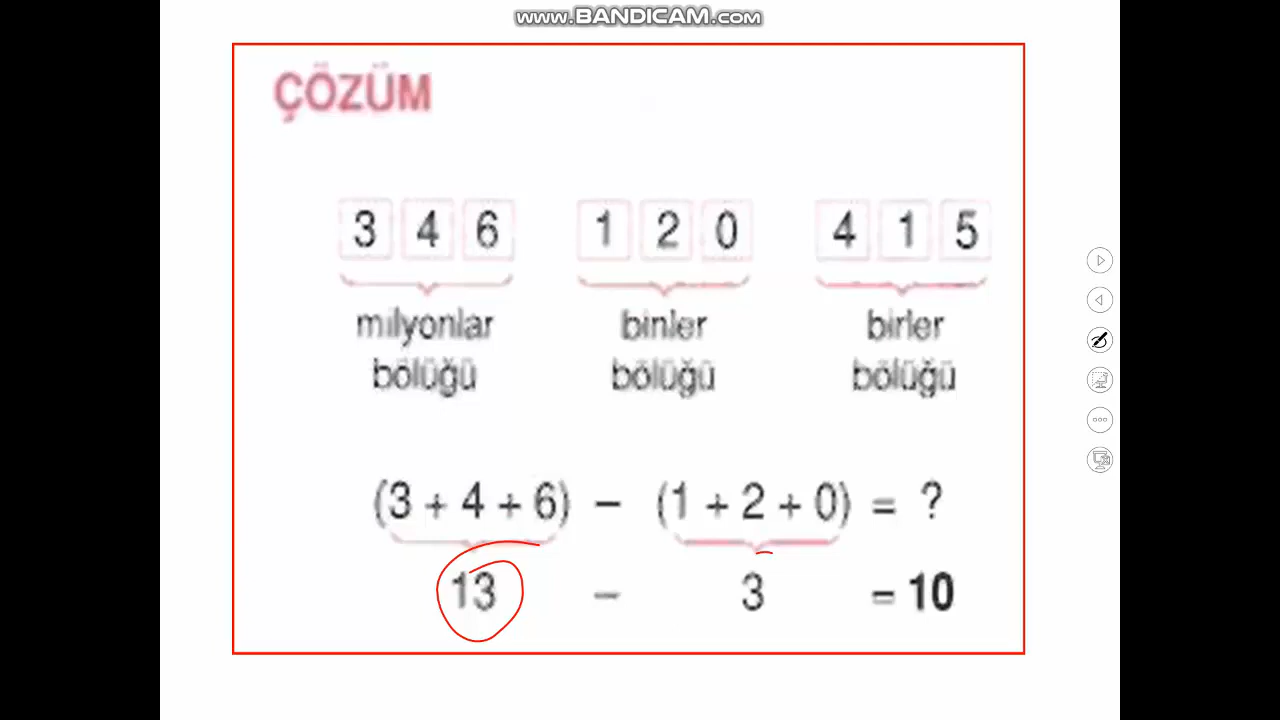 www.BANDICAM.com
ÇÖZÜM
3 4 6 1 2 0 4 1 5
milyonlar binler birler
bölüğü bölüğü bölüğü
(3 + 4 + 6) – (1 + 2 + 0) = ?
13 – 3 = 10